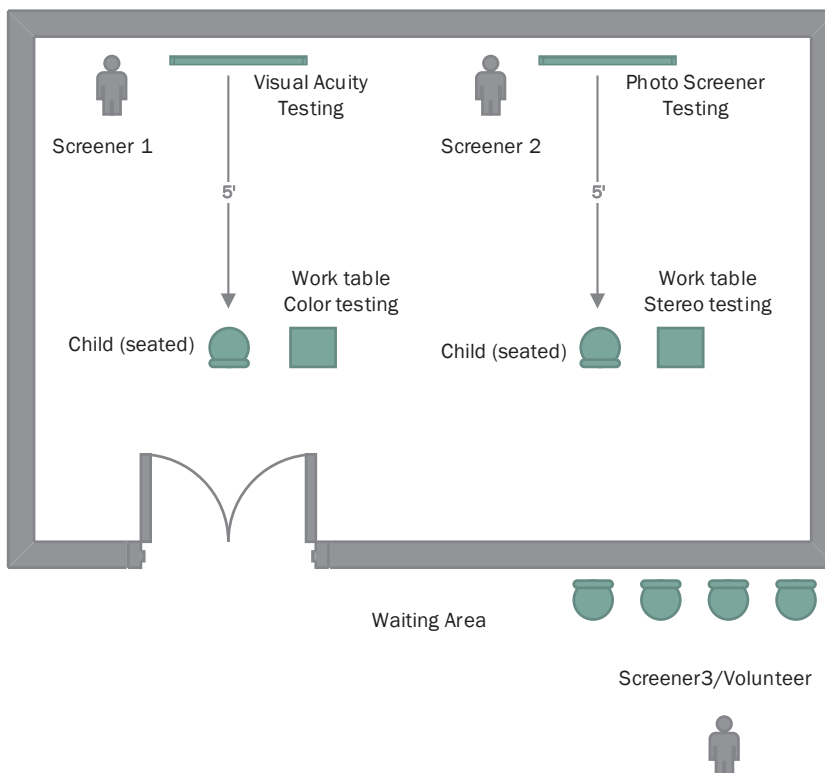 Visual Acuity
Testing
Photo Screener
Testing
Screener 1
Screener 2
5'
5'
Work table
Color testing
Work table
Stereo testing
Child (seated)
Child (seated)
Waiting Area
Screener3/Volunteer